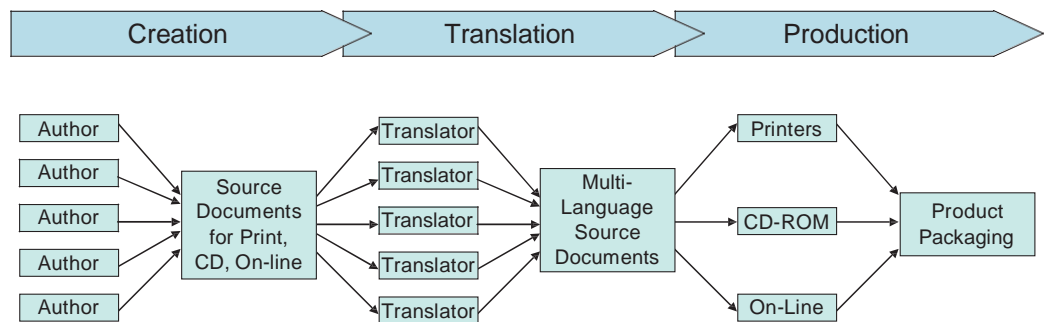 Creation
Translation
Production
Author
Author
Author
Author
Author
Source
Documents
for Print,
CD, On-line
Translator
Translator
Translator
Translator
Translator
Multi-
Language
Source
Documents
Printers
CD-ROM
On-Line
Product
Packaging